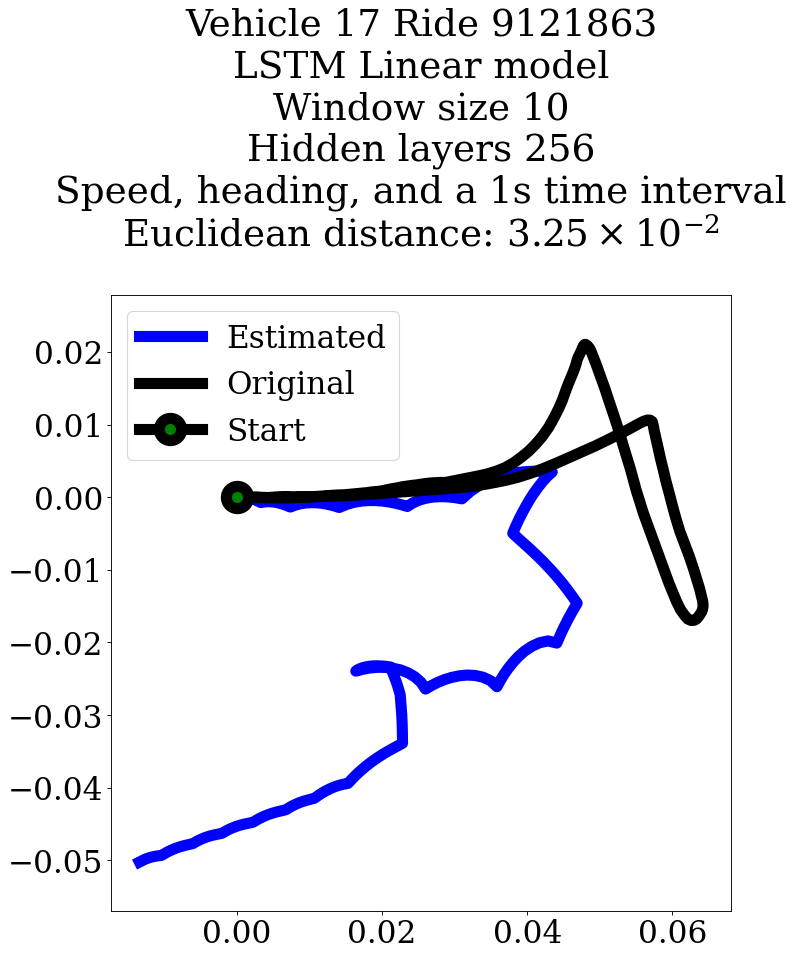 Vehicle 17 Ride 9121863
LSTM Linear model
Window size 10
Hidden layers 256
Speed, heading, and a 1s time interval
Euclidean distance: 3.25 × 10⁻²
Estimated
Original
Start
0.02
0.01
0.00
−0.01
−0.02
−0.03
−0.04
−0.05
0.00 0.02 0.04 0.06